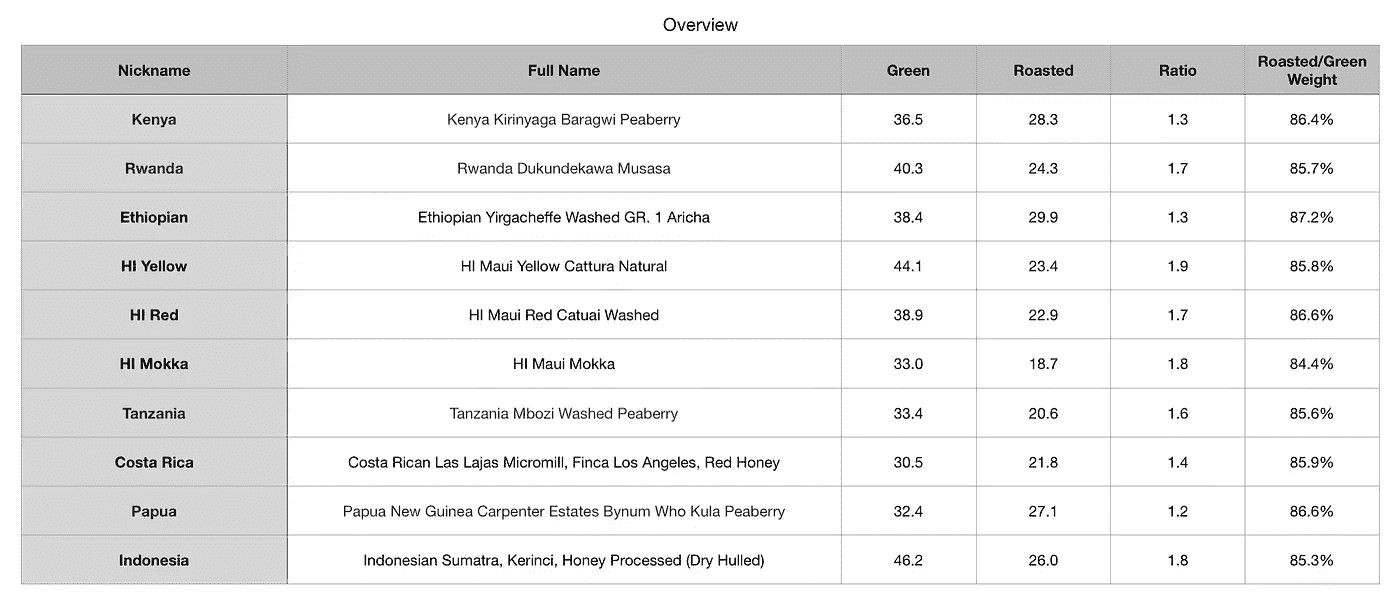 Overview
Nickname Full Name Green Roasted Ratio Roasted/Green Weight
Kenya Kenya Kirinyaga Baragwi Peaberry 36.5 28.3 1.3 86.4%
Rwanda Rwanda Dukundekawa Musasa 40.3 24.3 1.7 85.7%
Ethiopian Ethiopian Yirgacheffe Washed GR. 1 Aricha 38.4 29.9 1.3 87.2%
HI Yellow HI Maui Yellow Cattura Natural 44.1 23.4 1.9 85.8%
HI Red HI Maui Red Catuai Washed 38.9 22.9 1.7 86.6%
HI Mokka HI Maui Mokka 33.0 18.7 1.8 84.4%
Tanzania Tanzania Mbozi Washed Peaberry 33.4 20.6 1.6 85.6%
Costa Rica Costa Rican Las Lajas Micromill, Finca Los Angeles, Red Honey 30.5 21.8 1.4 85.9%
Papua Papua New Guinea Carpenter Estates Bynum Who Kula Peaberry 32.4 27.1 1.2 86.6%
Indonesia Indonesian Sumatra, Kerinci, Honey Processed (Dry Hulled) 46.2 26.0 1.8 85.3%